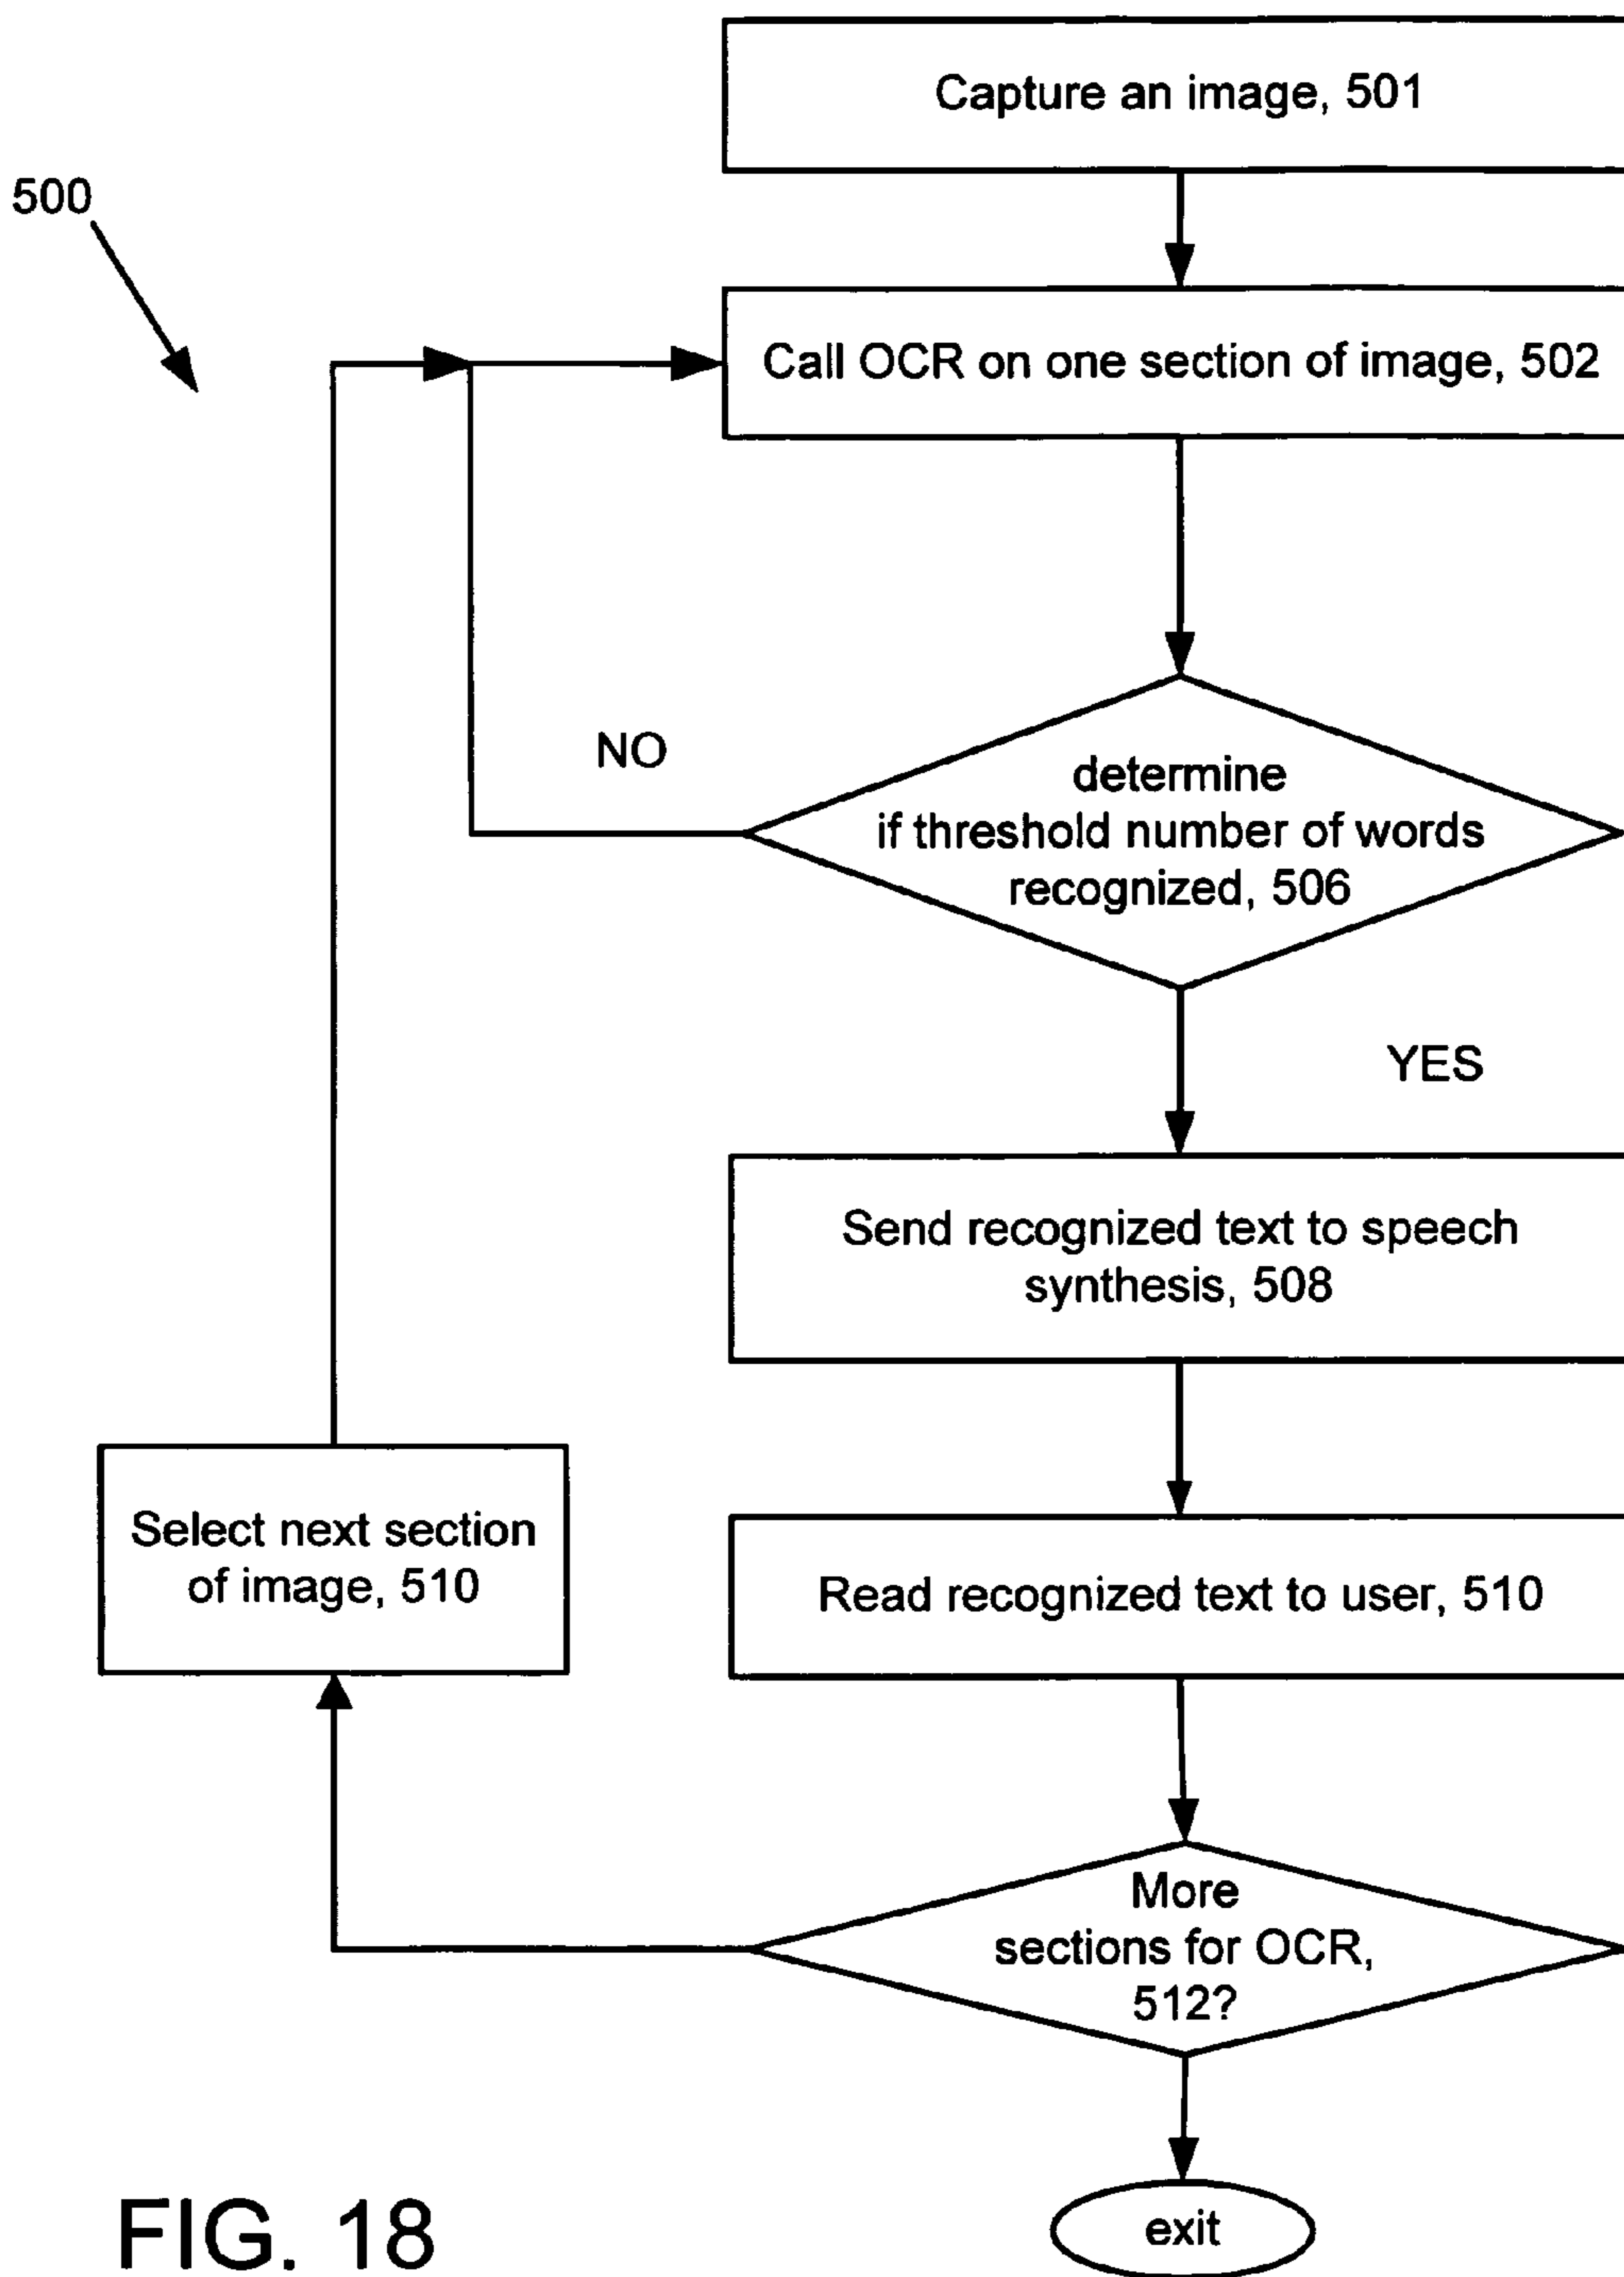 Capture an image, 501
500
Call OCR on one section of image, 502
NO
determine
if threshold number of words
recognized, 506
YES
Send recognized text to speech
synthesis, 508
Select next section
of image, 510
Read recognized text to user, 510
More
sections for OCR,
512?
exit
FIG. 18